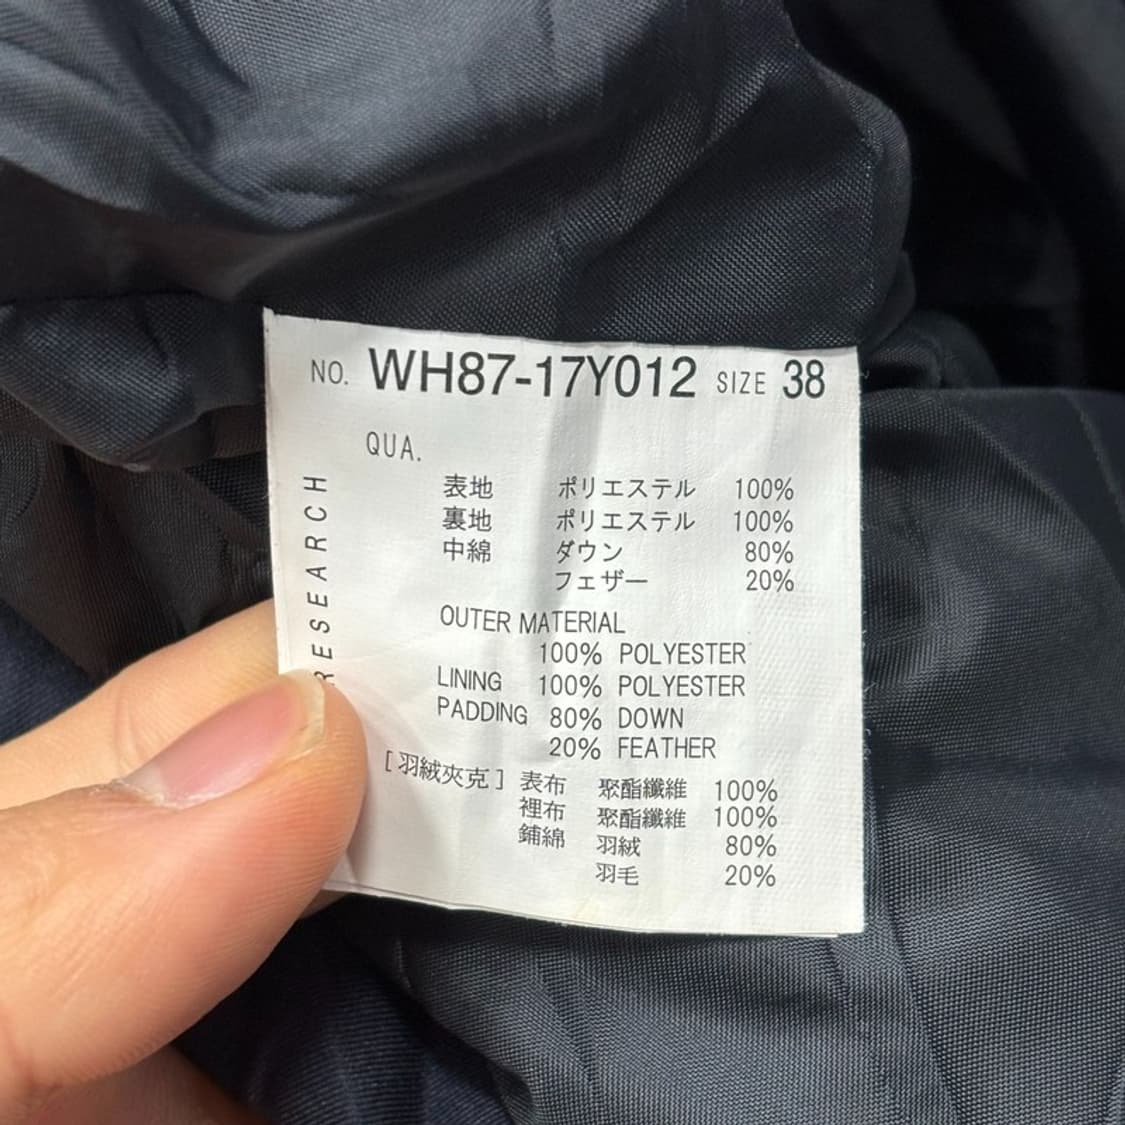 NO. WH87-17Y012 SIZE 38
QUA.
RESEARCH
表地 ポリエステル 100%
裏地 ポリエステル 100%
中綿 ダウン 80%
フェザー 20%
OUTER MATERIAL
100% POLYESTER
LINING 100% POLYESTER
PADDING 80% DOWN
20% FEATHER
[羽絨夾克] 表布 聚酯纖維 100%
裡布 聚酯纖維 100%
鋪綿 羽絨 80%
羽毛 20%